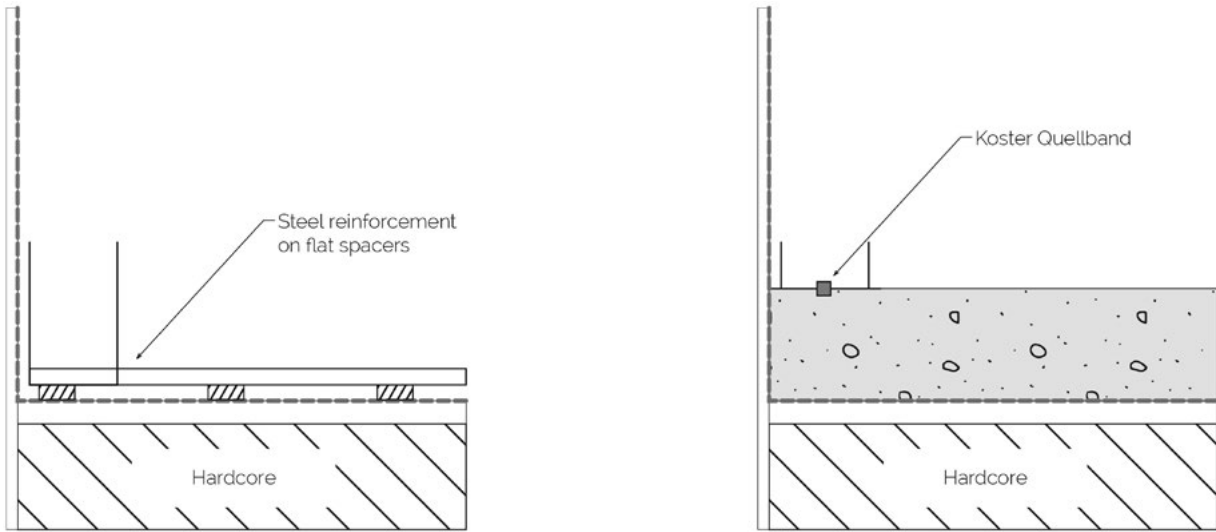 Steel reinforcement
on flat spacers
Hardcore
Koster Quellband
Hardcore